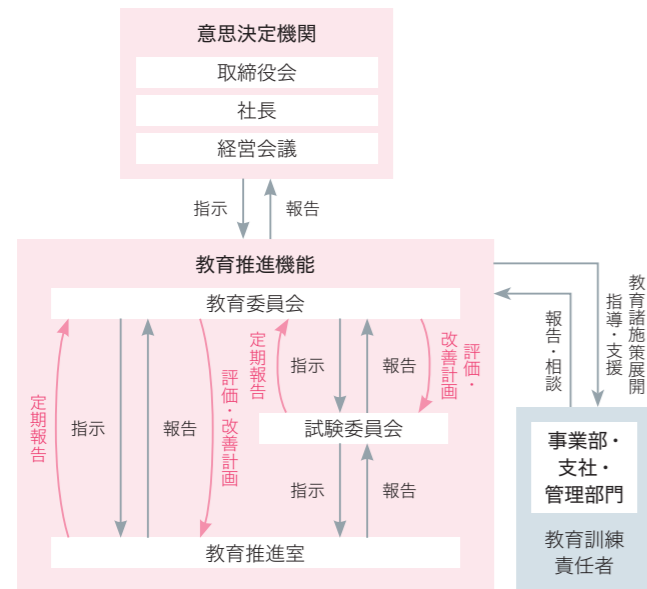 意思決定機関
取締役会
社長
経営会議
指示
報告
教育推進機能
教育委員会
定期報告
指示
報告
評価・改善計画
定期報告
指示
報告
評価・
改善計画
試験委員会
指示
報告
教育推進室
報告・相談
教育諸施策展開
指導・支援
事業部・
支社・
管理部門
教育訓練
責任者